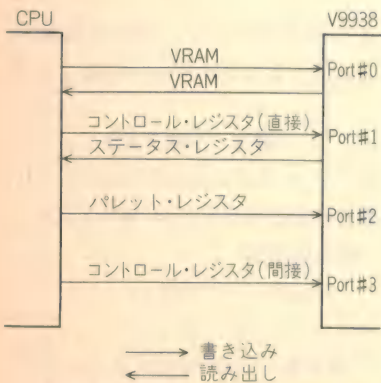 CPU
V9938
VRAM
Port#0
VRAM
コントロール・レジスタ(直接)
Port#1
ステータス・レジスタ
パレット・レジスタ
Port#2
コントロール・レジスタ(間接)
Port#3
書き込み
読み出し